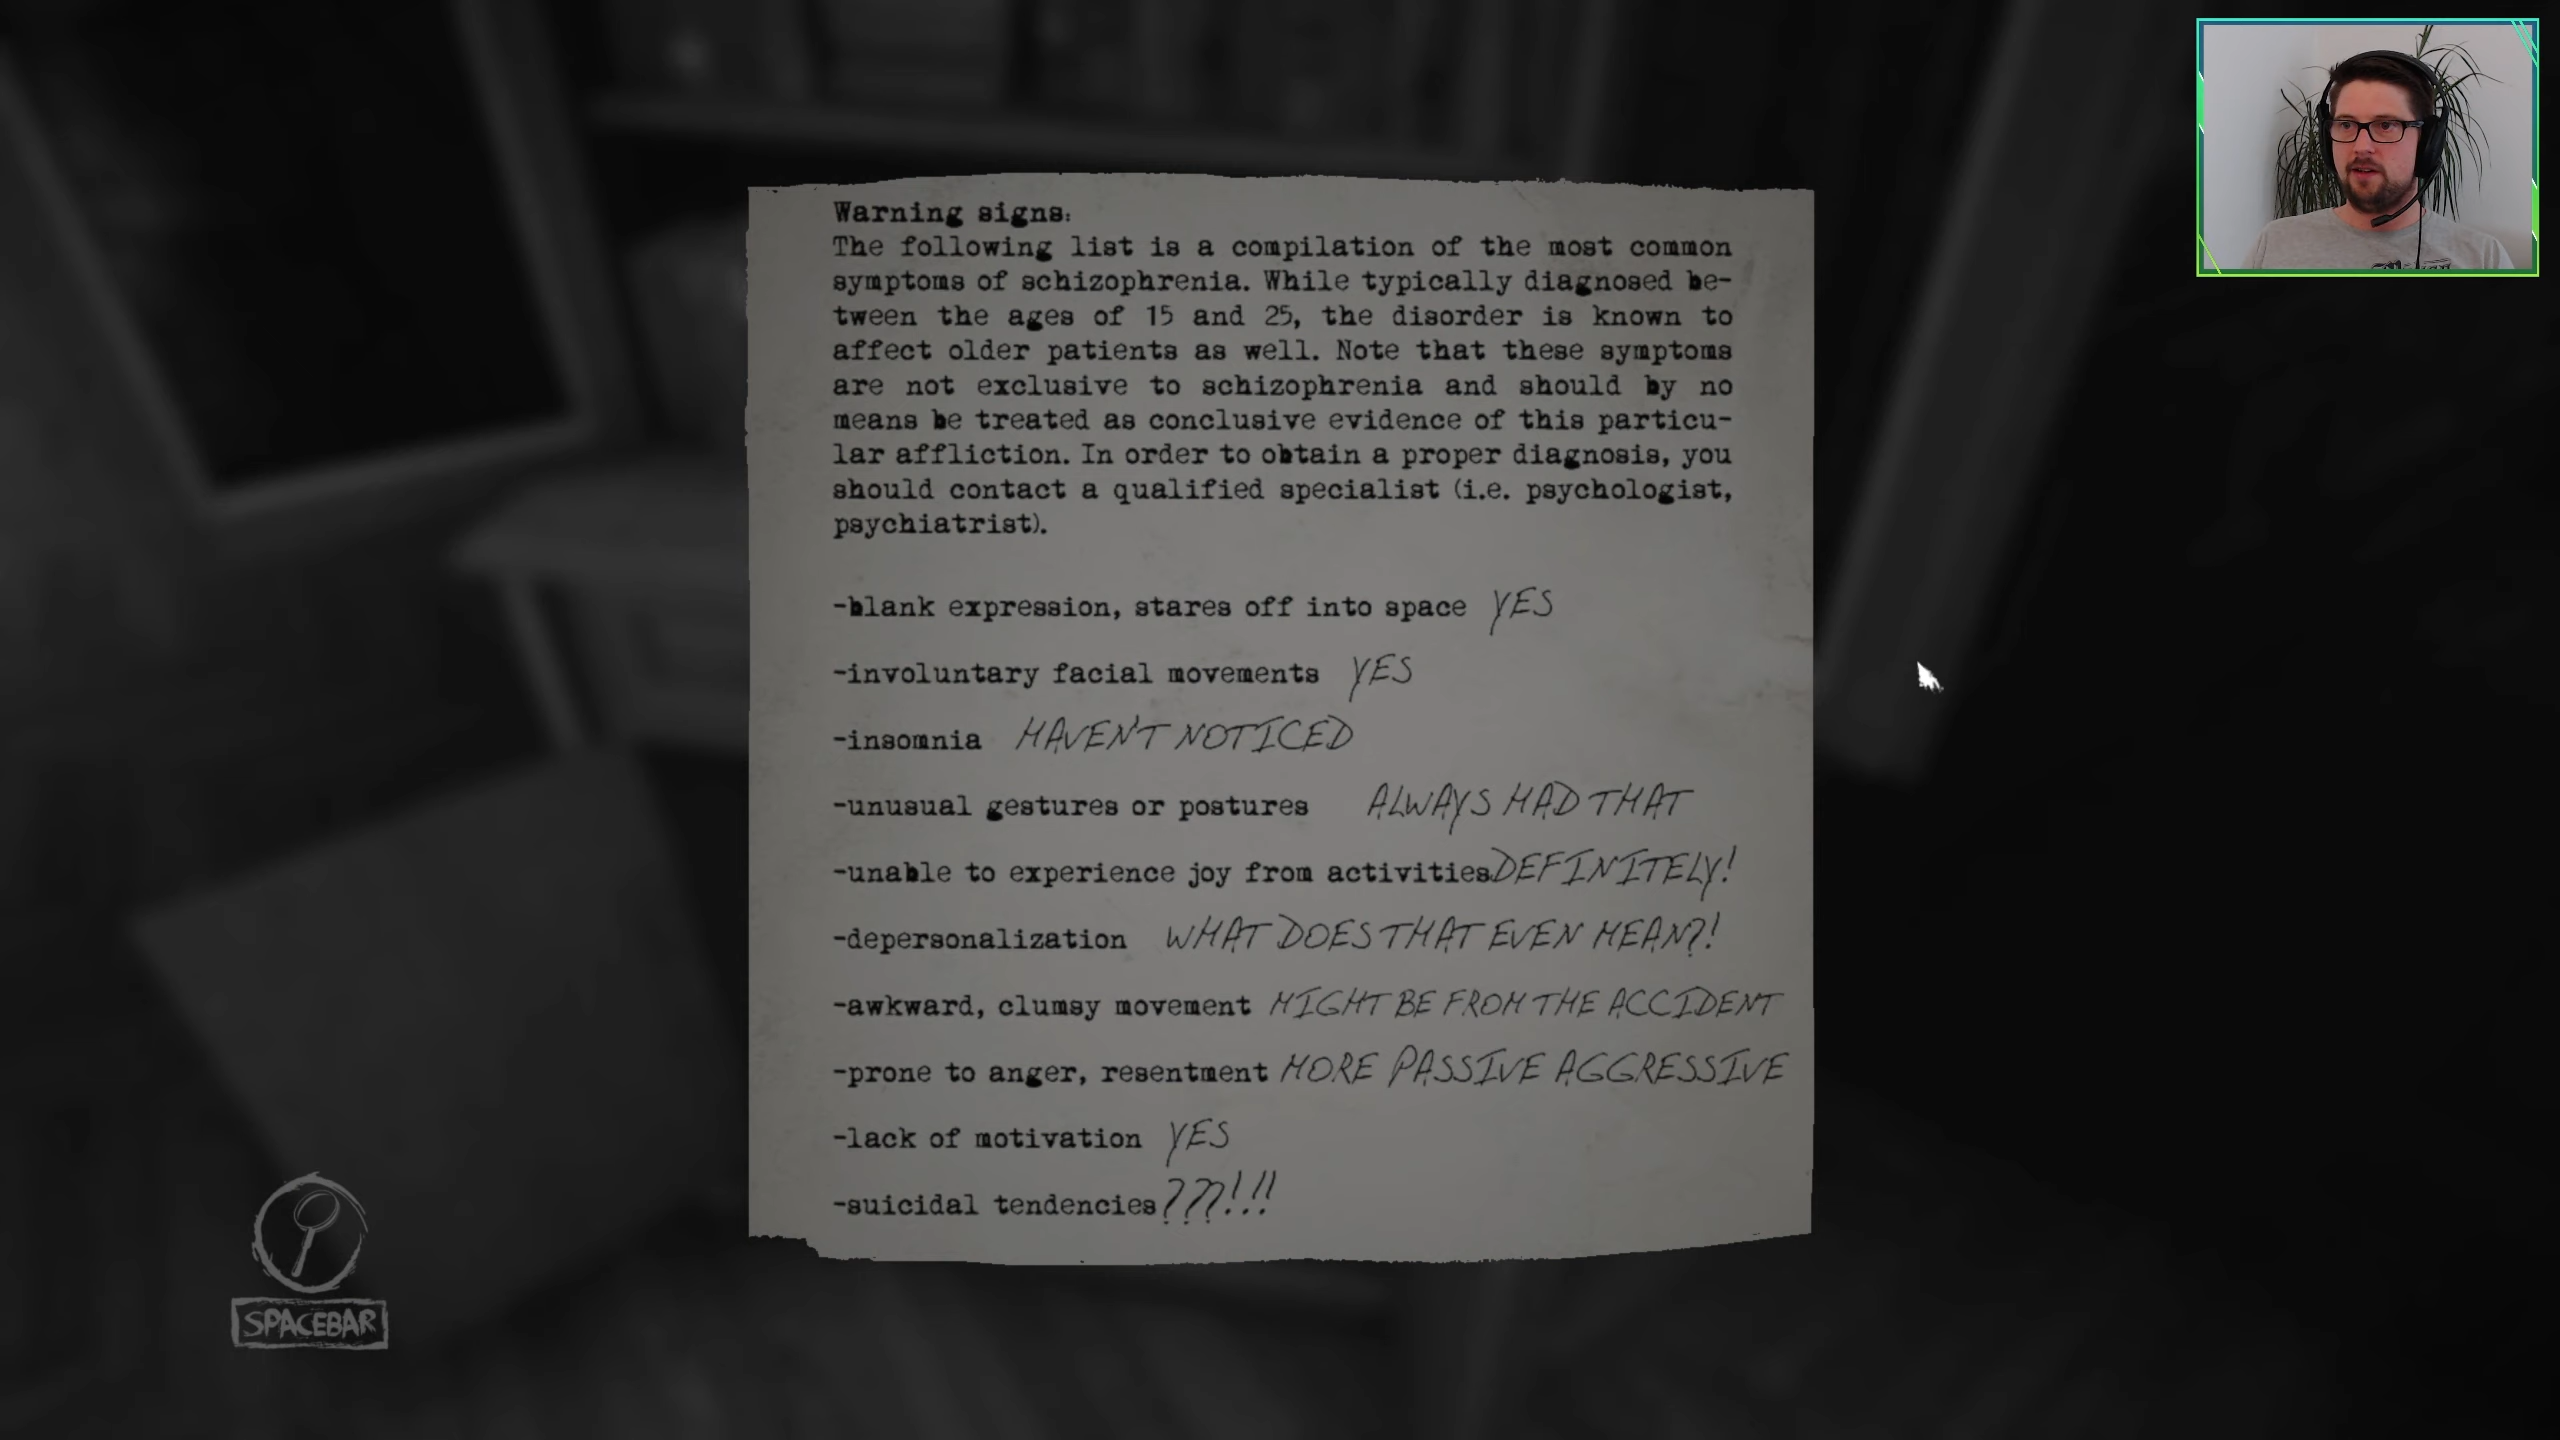 Warning signs:
The following list is a compilation of the most common
symptoms of schizophrenia. While typically diagnosed be-
tween the ages of 15 and 25, the disorder is known to
affect older patients as well. Note that these symptoms
are not exclusive to schizophrenia and should by no
means be treated as conclusive evidence of this particu-
lar affliction. In order to obtain a proper diagnosis, you
should contact a qualified specialist (i.e. psychologist,
psychiatrist).
-blank expression, stares off into space YES
-involuntary facial movements YES
-insomnia HAVEN'T NOTICED
-unusual gestures or postures ALWAYS HAD THAT
-unable to experience joy from activities DEFINITELY!
-depersonalization WHAT DOES THAT EVEN MEAN?!
-awkward, clumsy movement MIGHT BE FROM THE ACCIDENT
-prone to anger, resentment MORE PASSIVE AGGRESSIVE
-lack of motivation YES
-suicidal tendencies ???!!!
SPACEBAR